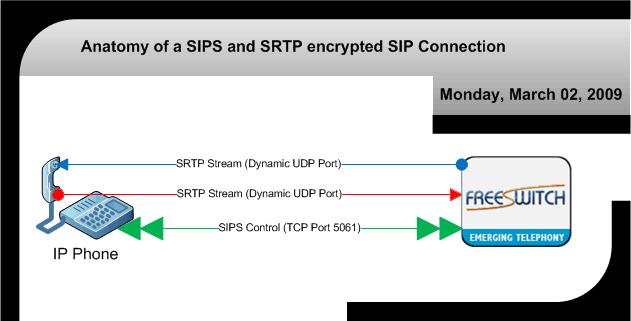 Anatomy of a SIPS and SRTP encrypted SIP Connection
Monday, March 02, 2009
SRTP Stream (Dynamic UDP Port)
SRTP Stream (Dynamic UDP Port)
FREESWITCH
SIPS Control (TCP Port 5061)
EMERGING TELEPHONY
IP Phone